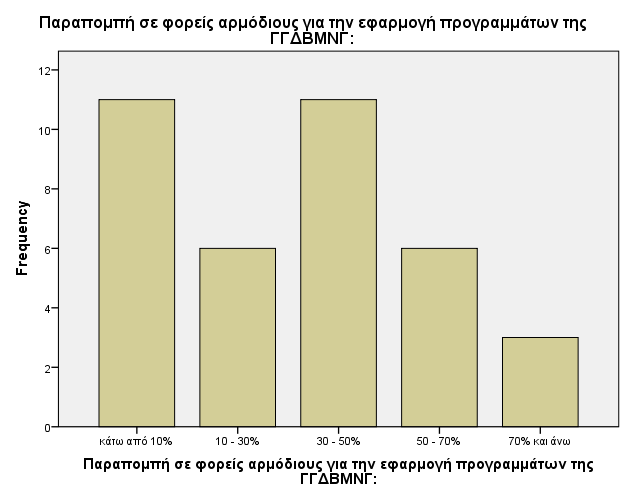 Παραπομπή σε φορείς αρμόδιους για την εφαρμογή προγραμμάτων της
ΓΓΔΒΜΝΓ:
12
10
8
6
4
2
0
Frequency
κάτω από 10%
10 - 30%
30 - 50%
50 - 70%
70% και άνω
Παραπομπή σε φορείς αρμόδιους για την εφαρμογή προγραμμάτων της
ΓΓΔΒΜΝΓ: